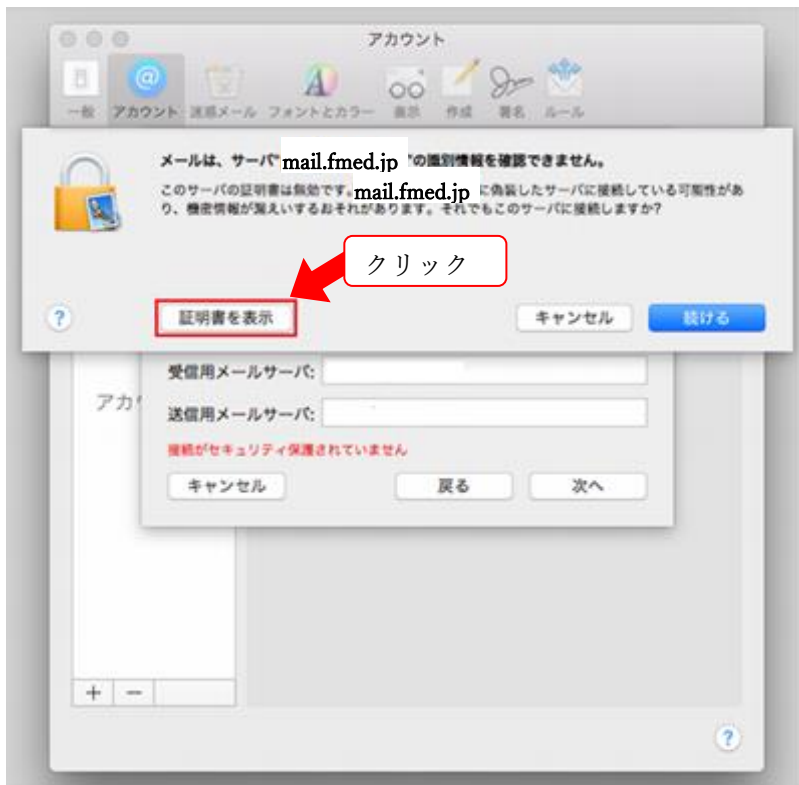 アカウント
一般 アカウント 迷惑メール フォントとカラー 表示 作成 署名 ルール
メールは、サーバ"mail.fmed.jp "の識別情報を確認できません。
このサーバの証明書は無効です。mail.fmed.jp に偽装したサーバに接続している可能性があ
り、機密情報が漏えいするおそれがあります。それでもこのサーバに接続しますか?
クリック
? 証明書を表示 キャンセル 続ける
受信用メールサーバ:
アカウ
送信用メールサーバ:
接続がセキュリティ保護されていません
キャンセル 戻る 次へ
+ −
?